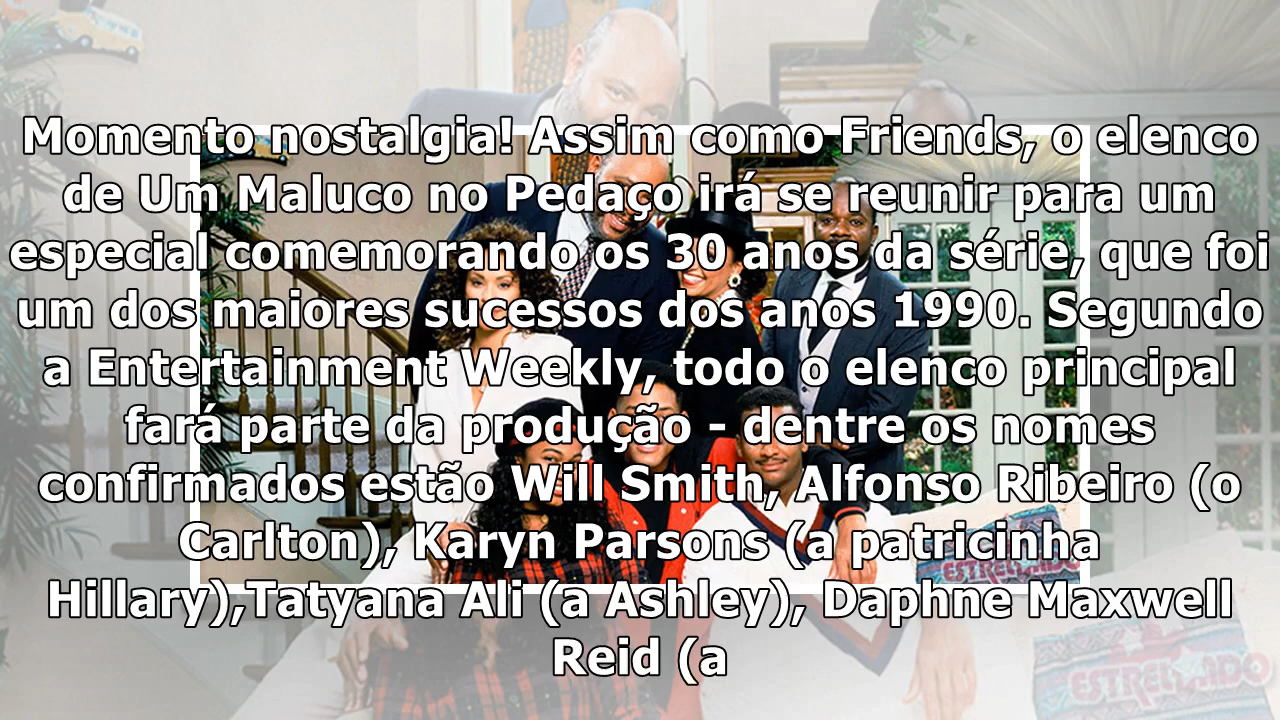 Momento nostalgia! Assim como Friends, o elenco
de Um Maluco no Pedaço irá se reunir para um
especial comemorando os 30 anos da série, que foi
um dos maiores sucessos dos anos 1990. Segundo
a Entertainment Weekly, todo o elenco principal
fará parte da produção - dentre os nomes
confirmados estão Will Smith, Alfonso Ribeiro (o
Carlton), Karyn Parsons (a patricinha
ESTRELANDO
Hillary),Tatyana Ali (a Ashley), Daphne Maxwell
Reid (a
ESTRELANDO